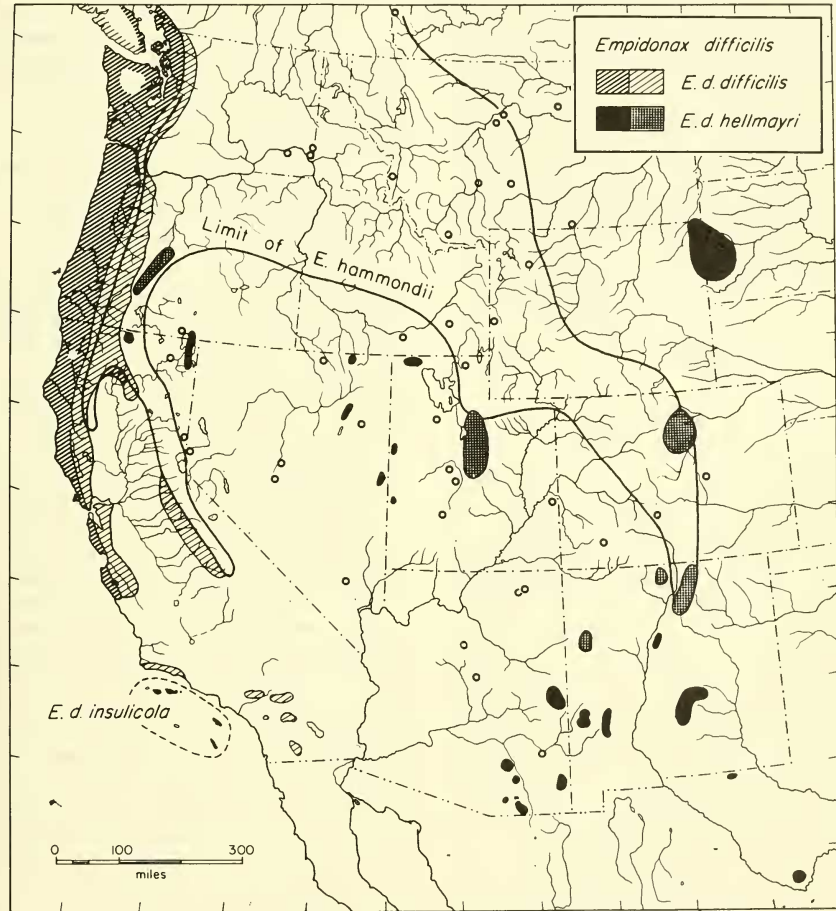 Empidonax difficilis
E. d. difficilis
E. d. hellmayri
Limit of E. hammondii
E. d. insulicola
0 100 300
miles